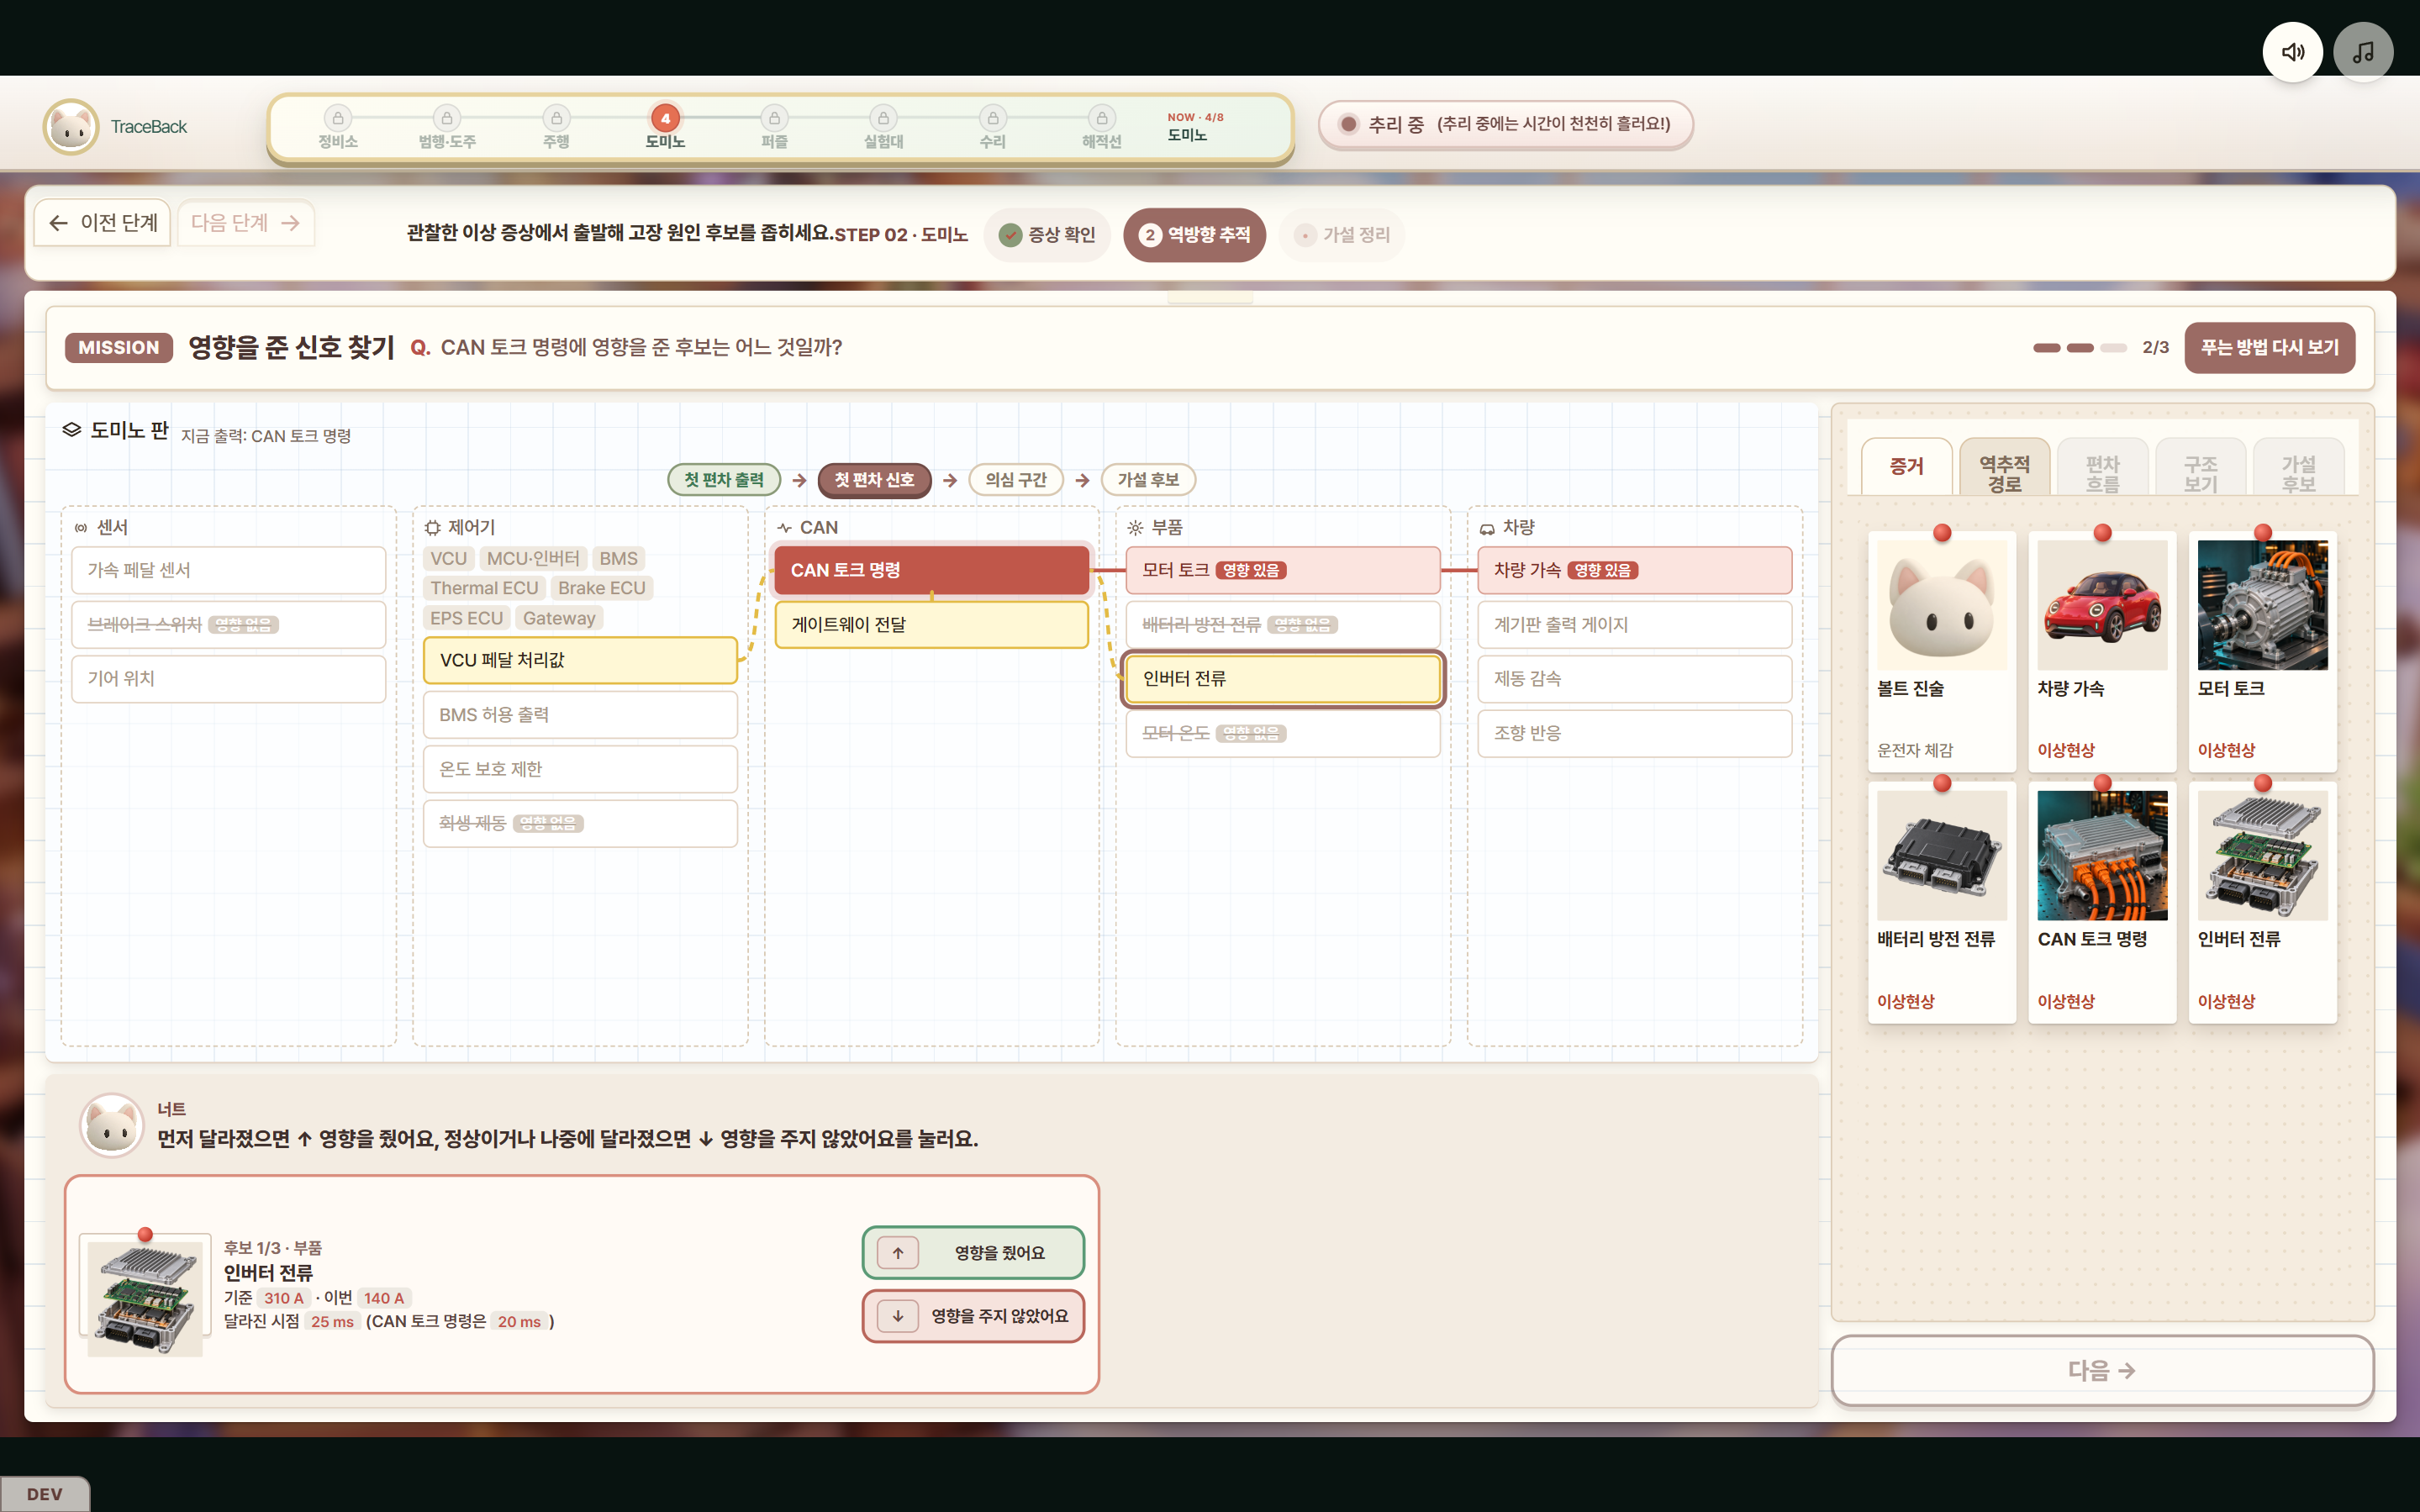 TraceBack
정비소
범행·도주
주행
4
도미노
퍼즐
실험대
수리
해적선
NOW · 4/8
도미노
추리 중 (추리 중에는 시간이 천천히 흘러요!)
← 이전 단계
다음 단계 →
관찰한 이상 증상에서 출발해 고장 원인 후보를 좁히세요.STEP 02 · 도미노
증상 확인
2 역방향 추적
가설 정리
MISSION 영향을 준 신호 찾기 Q. CAN 토크 명령에 영향을 준 후보는 어느 것일까?
2/3
푸는 방법 다시 보기
도미노 판 지금 출력: CAN 토크 명령
첫 편차 출력 → 첫 편차 신호 → 의심 구간 → 가설 후보
센서
가속 페달 센서
브레이크 스위치 영향 없음
기어 위치
제어기
VCU MCU·인버터 BMS
Thermal ECU Brake ECU
EPS ECU Gateway
VCU 페달 처리값
BMS 허용 출력
온도 보호 제한
회생 제동 영향 없음
CAN
CAN 토크 명령
게이트웨이 전달
부품
모터 토크 영향 있음
배터리 방전 전류 영향 없음
인버터 전류
모터 온도 영향 없음
차량
차량 가속 영향 있음
계기판 출력 게이지
제동 감속
조향 반응
증거
역추적
경로
편차
흐름
구조
보기
가설
후보
볼트 진술
운전자 체감
차량 가속
이상현상
모터 토크
이상현상
배터리 방전 전류
이상현상
CAN 토크 명령
이상현상
인버터 전류
이상현상
너트
먼저 달라졌으면 ↑ 영향을 줬어요, 정상이거나 나중에 달라졌으면 ↓ 영향을 주지 않았어요를 눌러요.
후보 1/3 · 부품
인버터 전류
기준 310 A · 이번 140 A
달라진 시점 25 ms (CAN 토크 명령은 20 ms )
↑ 영향을 줬어요
↓ 영향을 주지 않았어요
다음 →
DEV